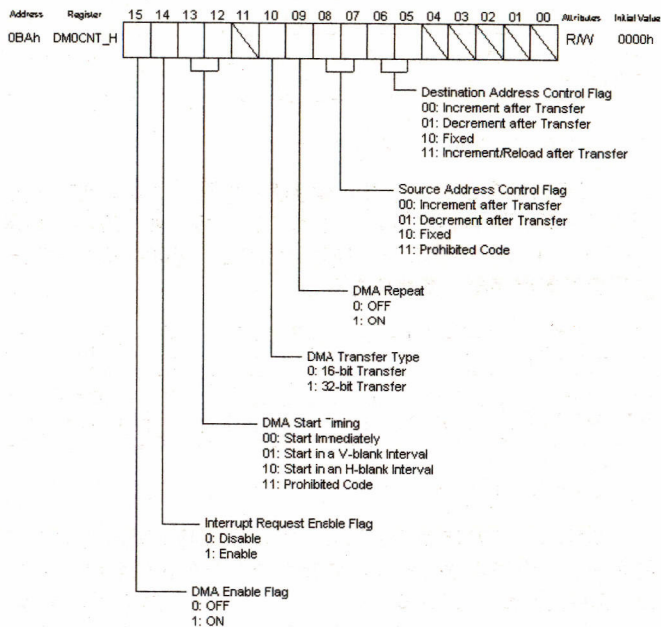 Address Register 15 14 13 12 11 10 09 08 07 06 05 04 03 02 01 00 Attributes Initial Value
0BAh DM0CNT_H R/W 0000h
Destination Address Control Flag
00: Increment after Transfer
01: Decrement after Transfer
10: Fixed
11: Increment/Reload after Transfer
Source Address Control Flag
00: Increment after Transfer
01: Decrement after Transfer
10: Fixed
11: Prohibited Code
DMA Repeat
0: OFF
1: ON
DMA Transfer Type
0: 16-bit Transfer
1: 32-bit Transfer
DMA Start Timing
00: Start Immediately
01: Start in a V-blank Interval
10: Start in an H-blank Interval
11: Prohibited Code
Interrupt Request Enable Flag
0: Disable
1: Enable
DMA Enable Flag
0: OFF
1: ON